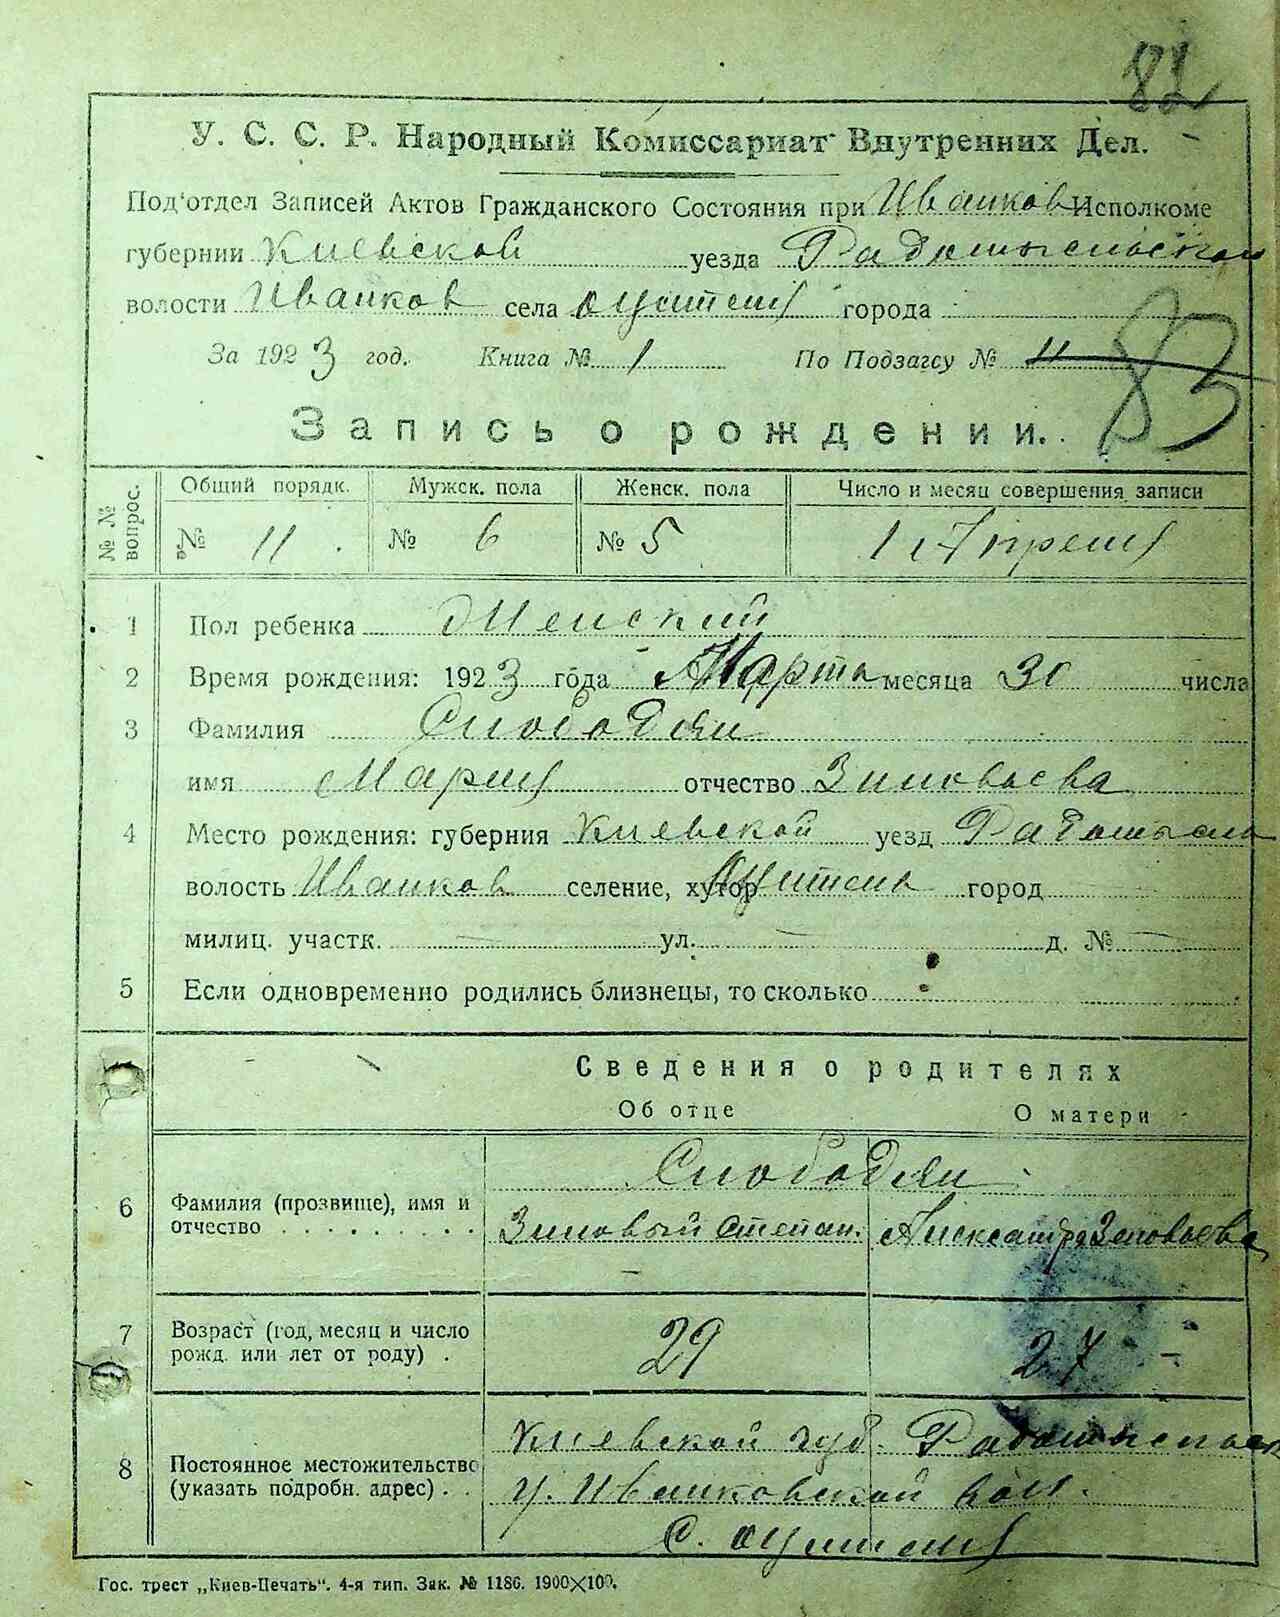 82
У. С. С. Р. Народный Комиссариат Внутренних Дел.
Под'отдел Записей Актов Гражданского Состояния при Иванков Исполкоме
губернии Киевской уезда Радомысльской
волости Иванков села города
За 1923 год. Книга № 1 По Подзагсу № 11
83
Запись о рождении.
№ № вопрос. Общий порядк. Мужск. пола Женск. пола Число и месяц совершения записи
№ 11 № 6 № 5 1 Апреля
1 Пол ребенка Женский
2 Время рождения: 1923 года Марта месяца 30 числа
3 Фамилия Слободян
имя Мария отчество Зиновьева
4 Место рождения: губерния Киевской уезд Радомысль
волость Иванков селение, хутор город
милиц. участк. — ул. — д. № —
5 Если одновременно родились близнецы, то сколько
Сведения о родителях
Об отце О матери
Слободян
6 Фамилия (прозвище), имя и
отчество . . . . . . . . . Зиновый Степан. Александра Зиновьева
7 Возраст (год, месяц и число
рожд. или лет от роду) . 29 27
Киевской губ. Радомысльск
8 Постоянное местожительство
(указать подробн. адрес) . . у. Иванковской вол.
с.
Гос. трест „Киев-Печать“. 4-я тип. Зак. № 1186. 1900×100.